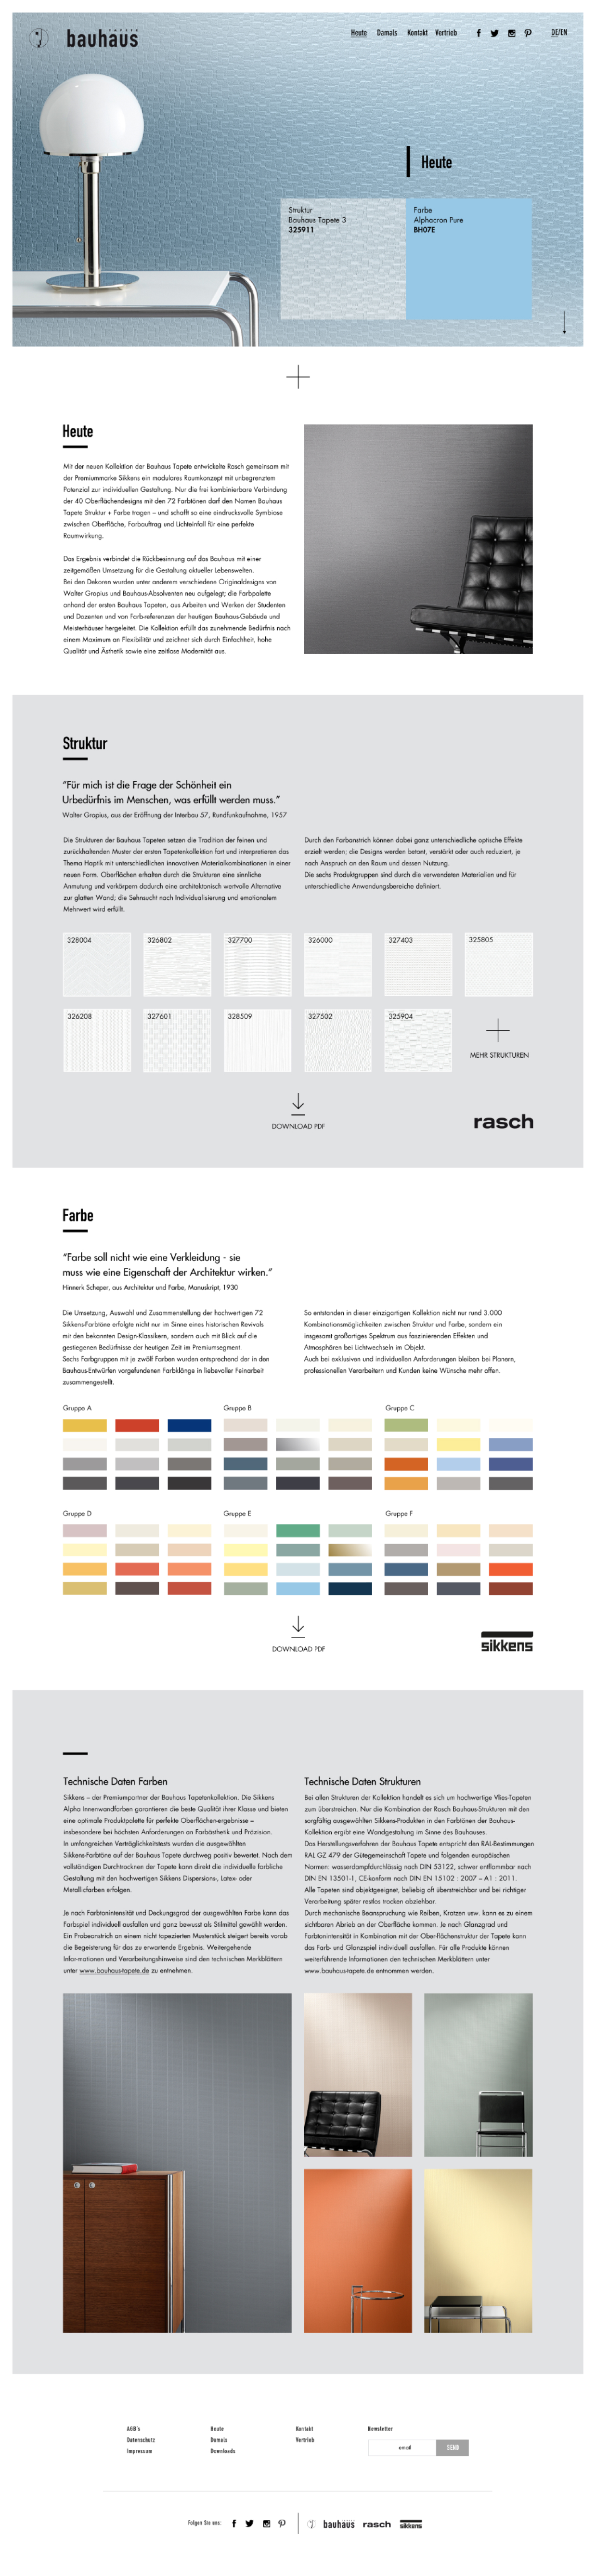 tapete
bauhaus
Heute Damals Kontakt Vertrieb
DE/EN
Heute
Struktur
Bauhaus Tapete 3
325911
Farbe
Alphacron Pure
BH07E
Heute
Mit der neuen Kollektion der Bauhaus Tapete entwickelte Rasch gemeinsam mit
der Premiummarke Sikkens ein modulares Raumkonzept mit unbegrenztem
Potenzial zur individuellen Gestaltung. Nur die frei kombinierbare Verbindung
der 40 Oberflächendesigns mit den 72 Farbtönen darf den Namen Bauhaus
Tapete Struktur + Farbe tragen – und schafft so eine eindrucksvolle Symbiose
zwischen Oberfläche, Farbauftrag und Lichteinfall für eine perfekte
Raumwirkung.
Das Ergebnis verbindet die Rückbesinnung auf das Bauhaus mit einer
zeitgemäßen Umsetzung für die Gestaltung aktueller Lebenswelten.
Bei den Dekoren wurden unter anderem verschiedene Originaldesigns von
Walter Gropius und Bauhaus-Absolventen neu aufgelegt; die Farbpalette
anhand der ersten Bauhaus Tapeten, aus Arbeiten und Werken der Studenten
und Dozenten und von Farb-referenzen der heutigen Bauhaus-Gebäude und
Meisterhäuser hergeleitet. Die Kollektion erfüllt das zunehmende Bedürfnis nach
einem Maximum an Flexibilität und zeichnet sich durch Einfachheit, hohe
Qualität und Ästhetik sowie eine zeitlose Modernität aus.
Struktur
“Für mich ist die Frage der Schönheit ein
Urbedürfnis im Menschen, was erfüllt werden muss.”
Walter Gropius, aus der Eröffnung der Interbau 57, Rundfunkaufnahme, 1957
Die Strukturen der Bauhaus Tapeten setzen die Tradition der feinen und
zurückhaltenden Muster der ersten Tapetenkollektion fort und interpretieren das
Thema Haptik mit unterschiedlichen innovativen Materialkombinationen in einer
neuen Form. Oberflächen erhalten durch die Strukturen eine sinnliche
Anmutung und verkörpern dadurch eine architektonisch wertvolle Alternative
zur glatten Wand; die Sehnsucht nach Individualisierung und emotionalem
Mehrwert wird erfüllt.
Durch den Farbanstrich können dabei ganz unterschiedliche optische Effekte
erzielt werden; die Designs werden betont, verstärkt oder auch reduziert, je
nach Anspruch an den Raum und dessen Nutzung.
Die sechs Produktgruppen sind durch die verwendeten Materialien und für
unterschiedliche Anwendungsbereiche definiert.
328004 326802 327700 326000 327403 325805
326208 327601 328509 327502 325904
MEHR STRUKTUREN
DOWNLOAD PDF
rasch
Farbe
“Farbe soll nicht wie eine Verkleidung - sie
muss wie eine Eigenschaft der Architektur wirken.”
Hinnerk Scheper, aus Architektur und Farbe, Manuskript, 1930
Die Umsetzung, Auswahl und Zusammenstellung der hochwertigen 72
Sikkens-Farbtöne erfolgte nicht nur im Sinne eines historischen Revivals
mit den bekannten Design-Klassikern, sondern auch mit Blick auf die
gestiegenen Bedürfnisse der heutigen Zeit im Premiumsegment.
Sechs Farbgruppen mit je zwölf Farben wurden entsprechend der in den
Bauhaus-Entwürfen vorgefundenen Farbklänge in liebevoller Feinarbeit
zusammengestellt.
So entstanden in dieser einzigartigen Kollektion nicht nur rund 3.000
Kombinationsmöglichkeiten zwischen Struktur und Farbe, sondern ein
insgesamt großartiges Spektrum aus faszinierenden Effekten und
Atmosphären bei Lichtwechseln im Objekt.
Auch bei exklusiven und individuellen Anforderungen bleiben bei Planern,
professionellen Verarbeitern und Kunden keine Wünsche mehr offen.
Gruppe A Gruppe B Gruppe C
Gruppe D Gruppe E Gruppe F
DOWNLOAD PDF
sikkens
Technische Daten Farben
Sikkens – der Premiumpartner der Bauhaus Tapetenkollektion. Die Sikkens
Alpha Innenwandfarben garantieren die beste Qualität ihrer Klasse und bieten
eine optimale Produktpalette für perfekte Oberflächen-ergebnisse –
insbesondere bei höchsten Anforderungen an Farbästhetik und Präzision.
In umfangreichen Verträglichkeitstests wurden die ausgewählten
Sikkens-Farbtöne auf der Bauhaus Tapete durchweg positiv bewertet. Nach dem
vollständigen Durchtrocknen der Tapete kann direkt die individuelle farbliche
Gestaltung mit den hochwertigen Sikkens Dispersions-, Latex- oder
Metallicfarben erfolgen.
Je nach Farbtonintensität und Deckungsgrad der ausgewählten Farbe kann das
Farbspiel individuell ausfallen und ganz bewusst als Stilmittel gewählt werden.
Ein Probeanstrich an einem nicht tapezierten Musterstück steigert bereits vorab
die Begeisterung für das zu erwartende Ergebnis. Weitergehende
Infor-mationen und Verarbeitungshinweise sind den technischen Merkblättern
unter www.bauhaus-tapete.de zu entnehmen.
Technische Daten Strukturen
Bei allen Strukturen der Kollektion handelt es sich um hochwertige Vlies-Tapeten
zum überstreichen. Nur die Kombination der Rasch Bauhaus-Strukturen mit den
sorgfältig ausgewählten Sikkens-Produkten in den Farbtönen der Bauhaus-
Kollektion ergibt eine Wandgestaltung im Sinne des Bauhauses.
Das Herstellungsverfahren der Bauhaus Tapete entspricht den RAL-Bestimmungen
RAL GZ 479 der Gütegemeinschaft Tapete und folgenden europäischen
Normen: wasserdampfdurchlässig nach DIN 53122, schwer entflammbar nach
DIN EN 13501-1, CE-konform nach DIN EN 15102 : 2007 – A1 : 2011.
Alle Tapeten sind objektgeeignet, beliebig oft überstreichbar und bei richtiger
Verarbeitung später restlos trocken abziehbar.
Durch mechanische Beanspruchung wie Reiben, Kratzen usw. kann es zu einem
sichtbaren Abrieb an der Oberfläche kommen. Je nach Glanzgrad und
Farbtonintensität in Kombination mit der Ober-flächenstruktur der Tapete kann
das Farb- und Glanzspiel individuell ausfallen. Für alle Produkte können
weiterführende Informationen den technischen Merkblättern unter
www.bauhaus-tapete.de entnommen werden.
AGB's
Datenschutz
Impressum
Heute
Damals
Downloads
Kontakt
Vertrieb
Newsletter
email SEND
Folgen Sie uns:
bauhaus rasch sikkens